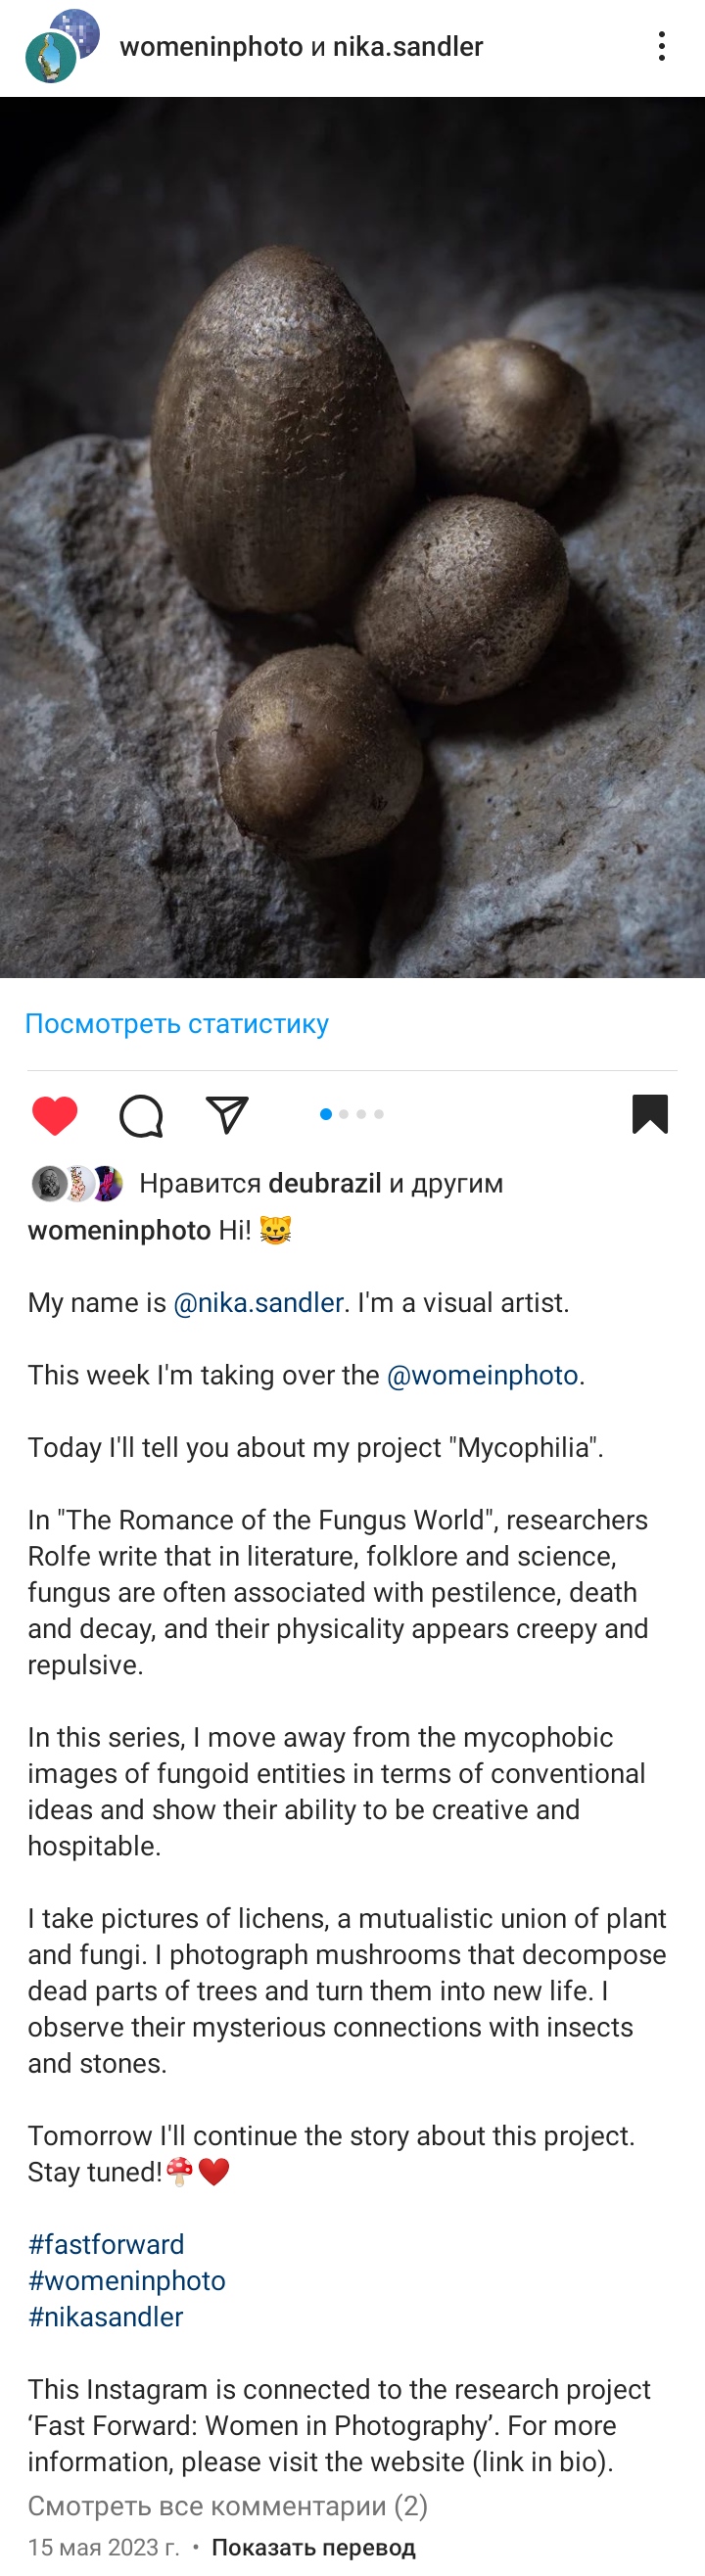 womeninphoto и nika.sandler
Посмотреть статистику
Нравится deubrazil и другим
womeninphoto Hi! 😺
My name is @nika.sandler. I'm a visual artist.
This week I'm taking over the @womeinphoto.
Today I'll tell you about my project "Mycophilia".
In "The Romance of the Fungus World", researchers
Rolfe write that in literature, folklore and science,
fungus are often associated with pestilence, death
and decay, and their physicality appears creepy and
repulsive.
In this series, I move away from the mycophobic
images of fungoid entities in terms of conventional
ideas and show their ability to be creative and
hospitable.
I take pictures of lichens, a mutualistic union of plant
and fungi. I photograph mushrooms that decompose
dead parts of trees and turn them into new life. I
observe their mysterious connections with insects
and stones.
Tomorrow I'll continue the story about this project.
Stay tuned!🍄❤️
#fastforward
#womeninphoto
#nikasandler
This Instagram is connected to the research project
‘Fast Forward: Women in Photography’. For more
information, please visit the website (link in bio).
Смотреть все комментарии (2)
15 мая 2023 г. • Показать перевод